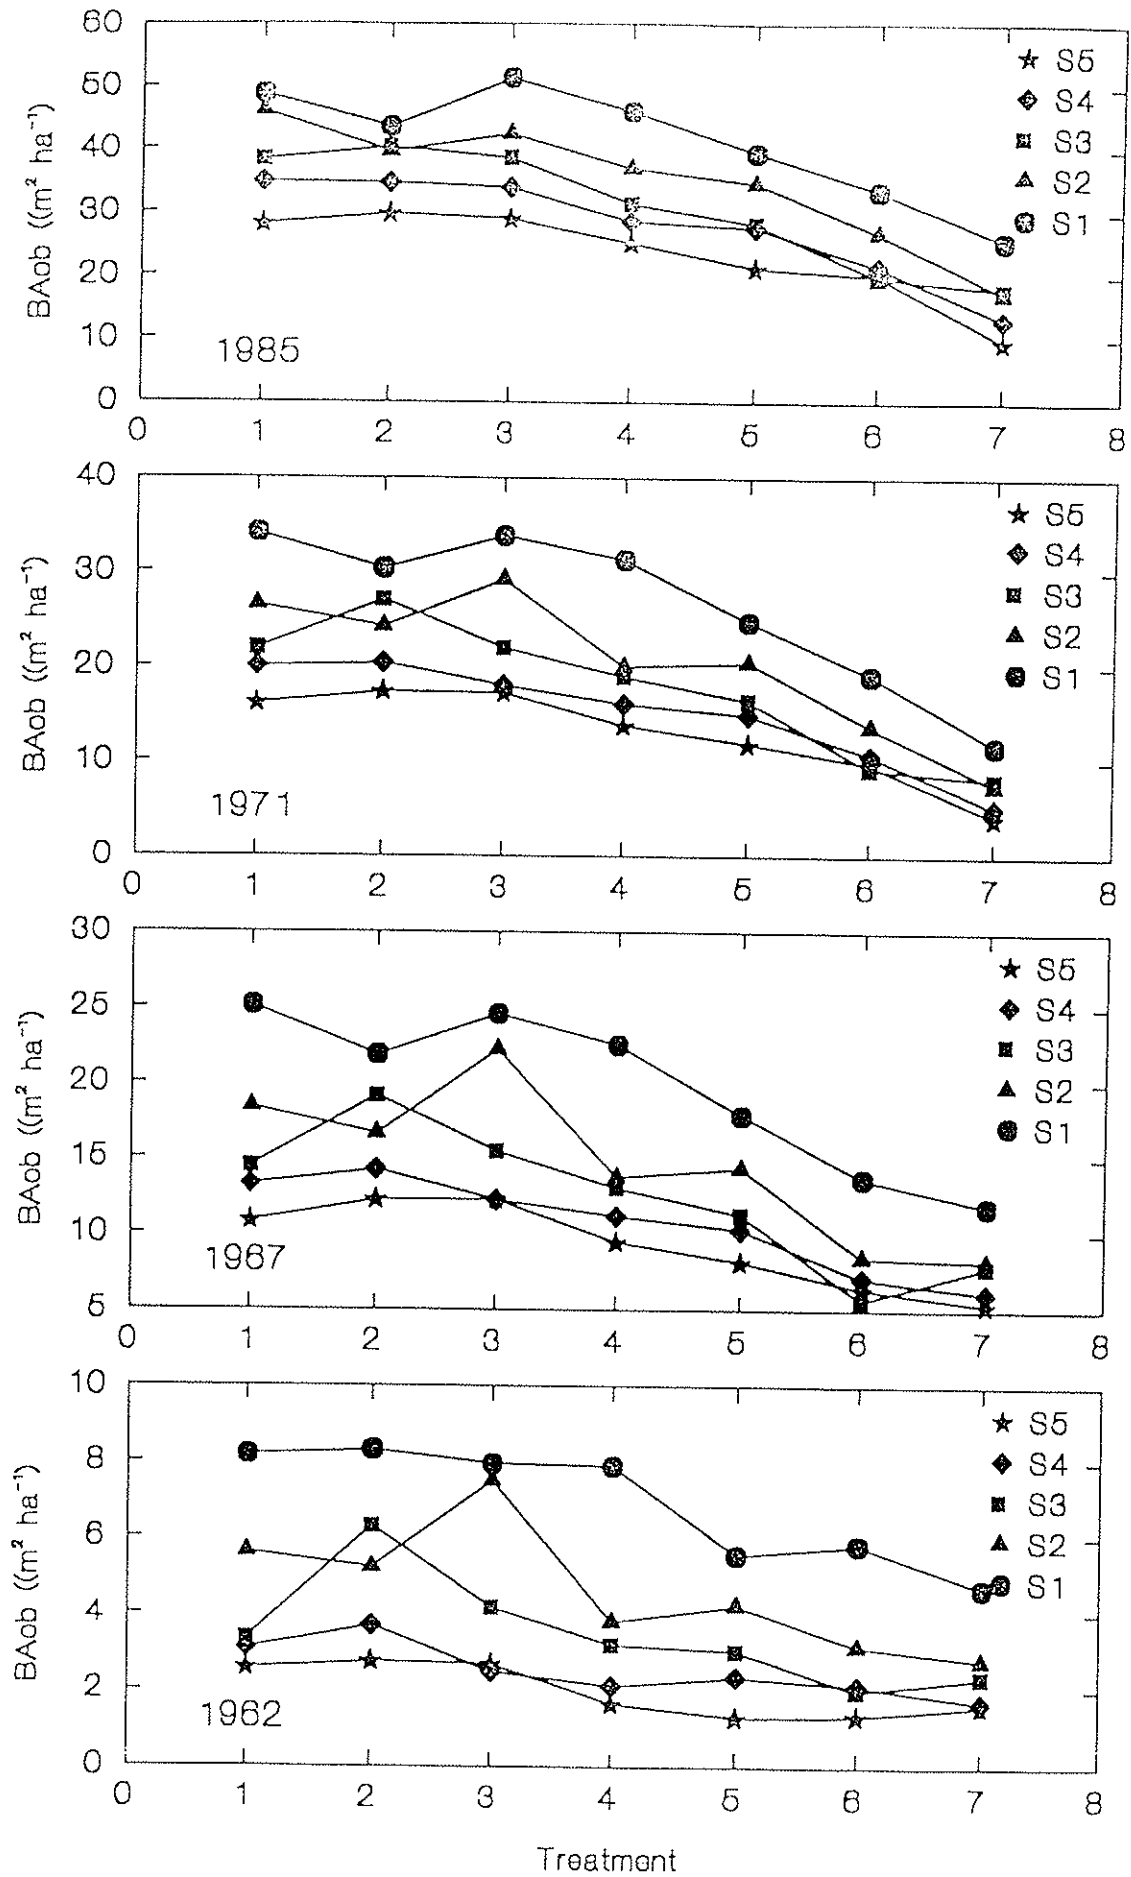 60
50
40
30
20
10
0
BAob ((m² ha⁻¹)
S5
S4
S3
S2
S1
1985
0 1 2 3 4 5 6 7 8
40
30
20
10
0
BAob ((m² ha⁻¹)
S5
S4
S3
S2
S1
1971
0 1 2 3 4 5 6 7 8
30
25
20
15
10
5
BAob ((m² ha⁻¹)
S5
S4
S3
S2
S1
1967
0 1 2 3 4 5 6 7 8
10
8
6
4
2
0
BAob ((m² ha⁻¹)
S5
S4
S3
S2
S1
1962
0 1 2 3 4 5 6 7 8
Treatment